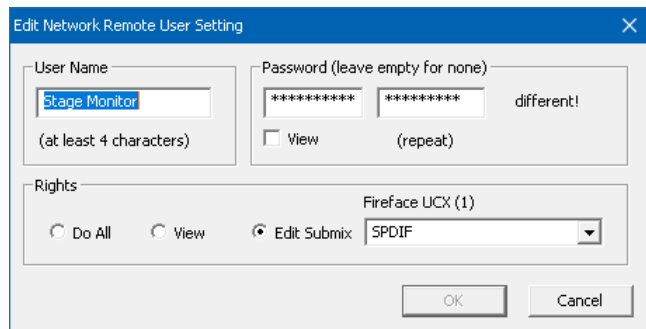 Edit Network Remote User Setting
User Name
Password (leave empty for none)
Stage Monitor
********** ********* different!
(at least 4 characters)
View
(repeat)
Rights
Fireface UCX (1)
Do All
View
Edit Submix
SPDIF
OK
Cancel